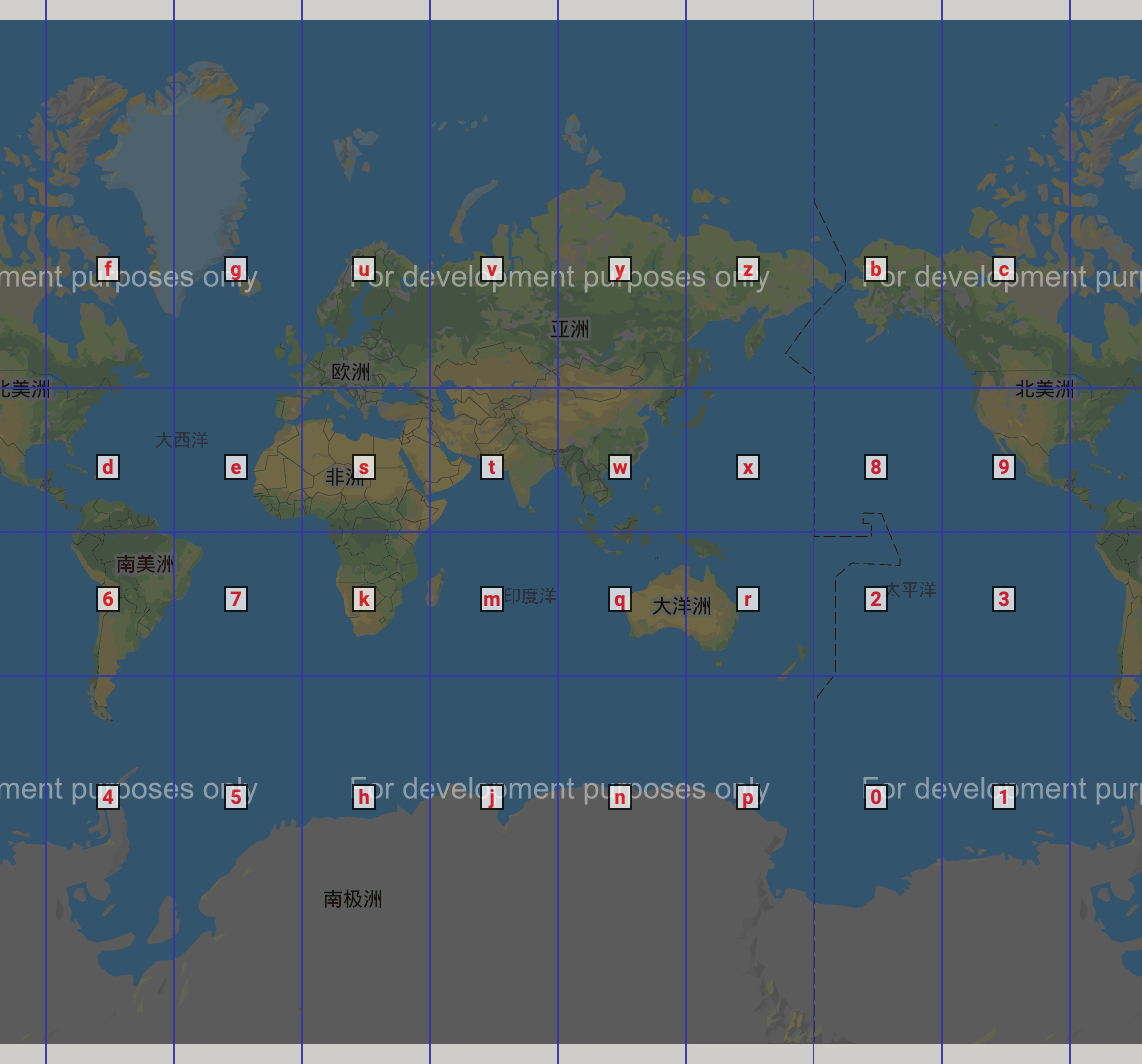 f g u v y z b c
ment purposes only For development purposes only For development pur
亚洲
欧洲
北美洲 北美洲
大西洋
d e s t w x 8 9
非洲
南美洲
6 7 k m q r 2 3
印度洋 大洋洲 太平洋
ment purposes only For development purposes only For development pur
4 5 h j n p 0 1
南极洲